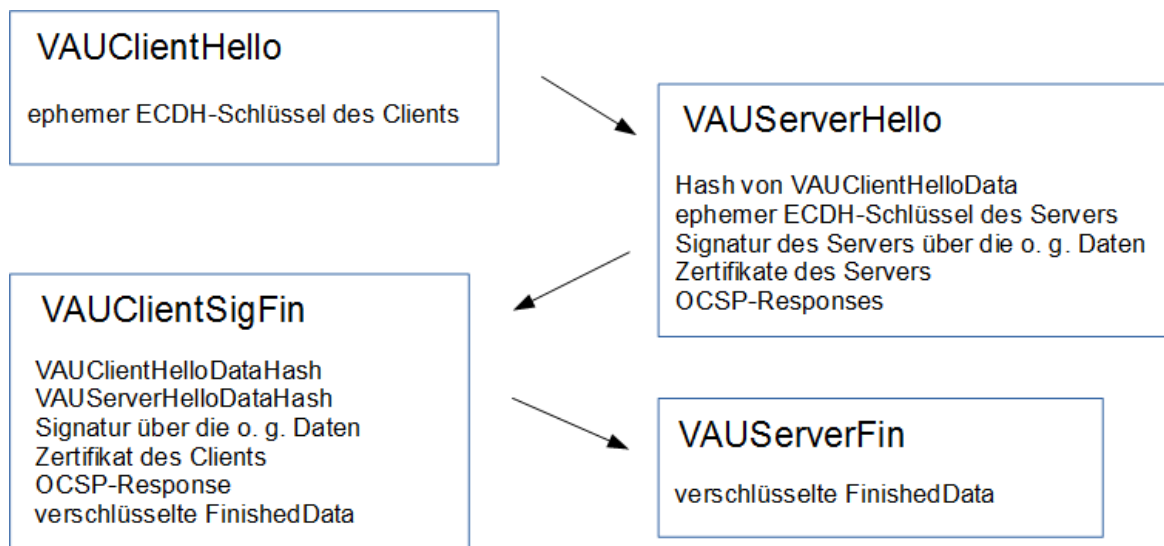 VAUClientHello
ephemer ECDH-Schlüssel des Clients
VAUServerHello
Hash von VAUClientHelloData
ephemer ECDH-Schlüssel des Servers
Signatur des Servers über die o. g. Daten
Zertifikate des Servers
OCSP-Responses
VAUClientSigFin
VAUClientHelloDataHash
VAUServerHelloDataHash
Signatur über die o. g. Daten
Zertifikat des Clients
OCSP-Response
verschlüsselte FinishedData
VAUServerFin
verschlüsselte FinishedData